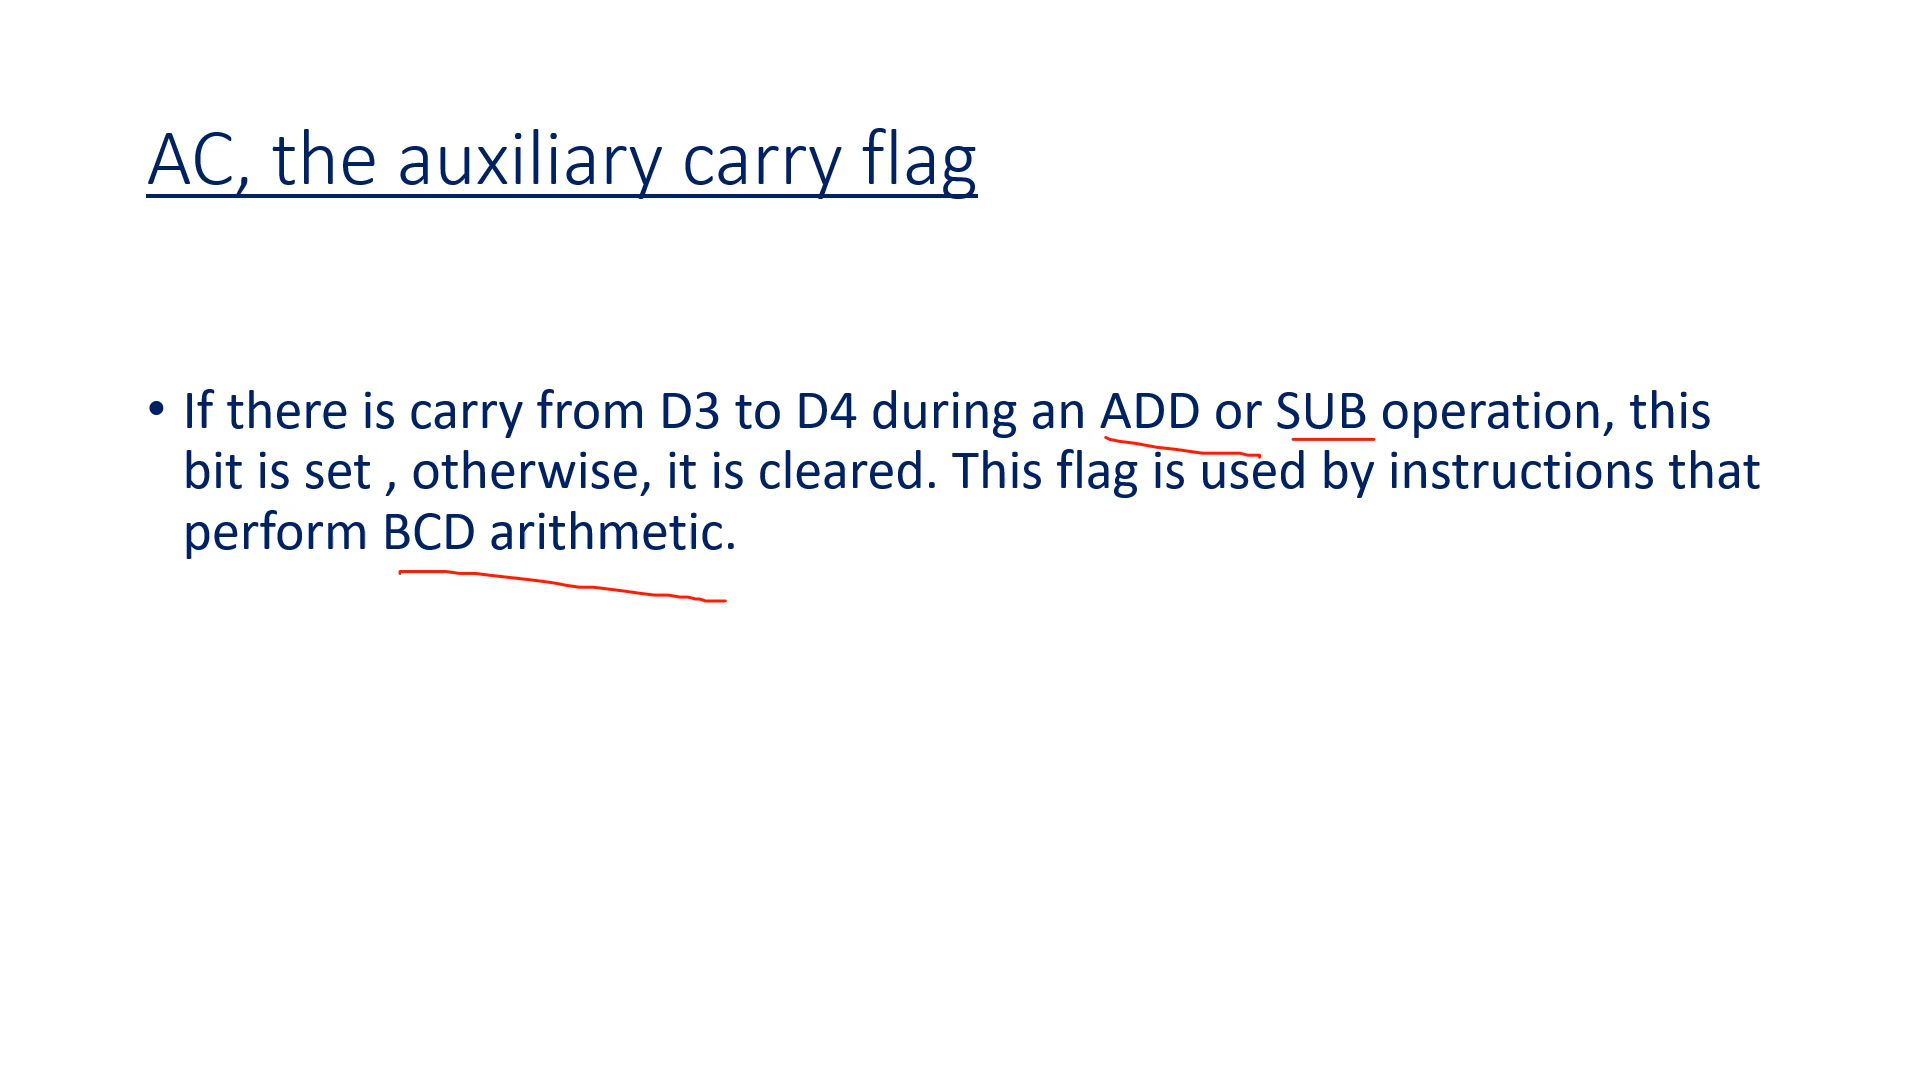 AC, the auxiliary carry flag
• If there is carry from D3 to D4 during an ADD or SUB operation, this
bit is set , otherwise, it is cleared. This flag is used by instructions that
perform BCD arithmetic.